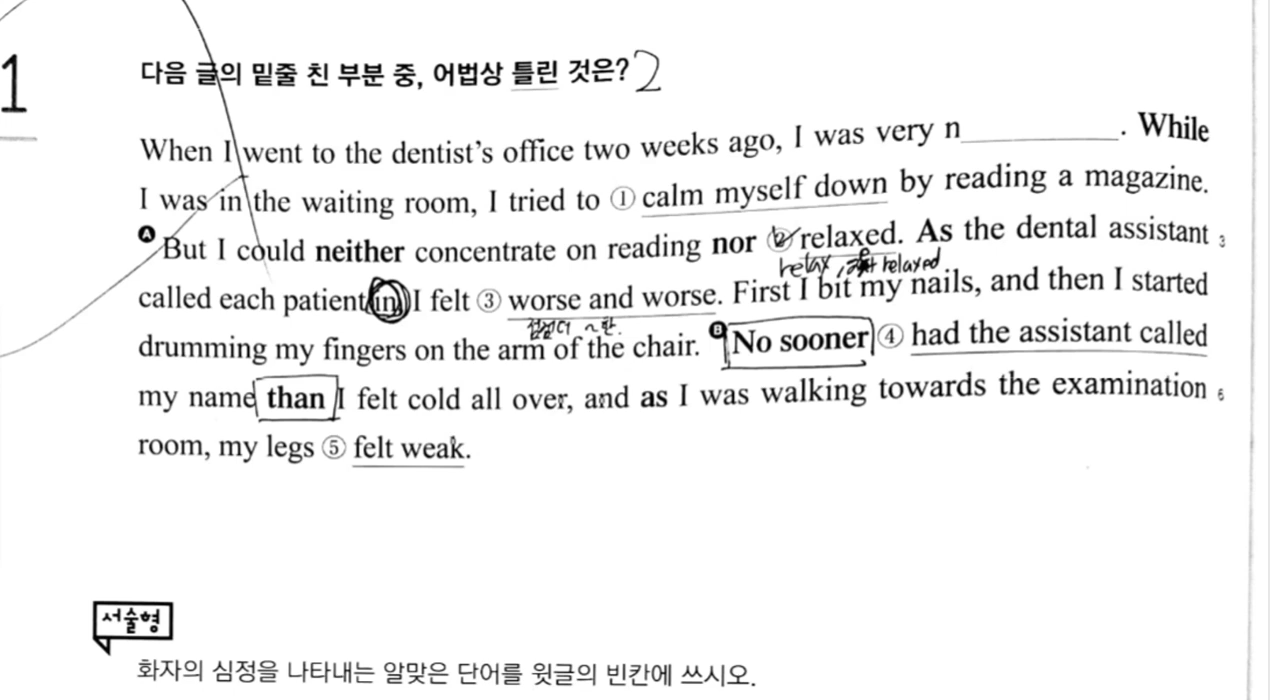 1
다음 글의 밑줄 친 부분 중, 어법상 틀린 것은? 2
When I went to the dentist's office two weeks ago, I was very n__________. While
I was in the waiting room, I tried to ① calm myself down by reading a magazine.
Ⓐ But I could neither concentrate on reading nor ② relaxed. As the dental assistant 3
relax, relaxed
called each patient in, I felt ③ worse and worse. First I bit my nails, and then I started
점점더 ~한.
drumming my fingers on the arm of the chair. Ⓑ No sooner ④ had the assistant called
my name than I felt cold all over, and as I was walking towards the examination 6
room, my legs ⑤ felt weak.
서술형
화자의 심정을 나타내는 알맞은 단어를 윗글의 빈칸에 쓰시오.